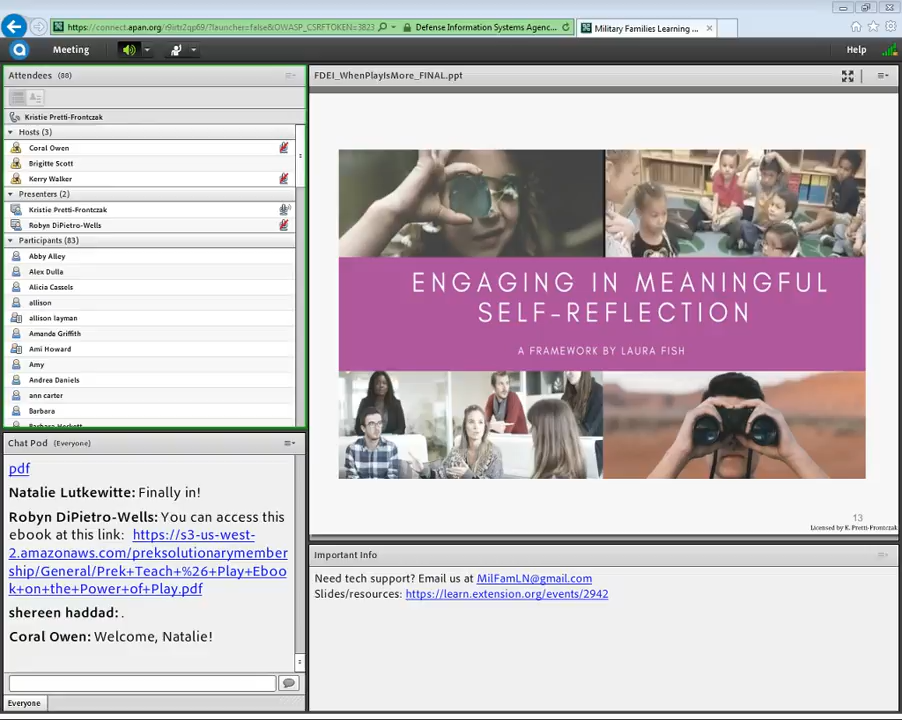 https://connect.apan.org/r9irtz2qp69/?launcher=false&OWASP_CSRFTOKEN=3823
Defense Information Systems Agenc...
Military Families Learning ...
Meeting
Help
Attendees (88)
Kristie Pretti-Frontczak
Hosts (3)
Coral Owen
Brigitte Scott
Kerry Walker
Presenters (2)
Kristie Pretti-Frontczak
Robyn DiPietro-Wells
Participants (83)
Abby Alley
Alex Dulla
Alicia Cassels
allison
allison layman
Amanda Griffith
Ami Howard
Amy
Andrea Daniels
ann carter
Barbara
Barbara Heckett
Chat Pod (Everyone)
pdf
Natalie Lutkewitte: Finally in!
Robyn DiPietro-Wells: You can access this
ebook at this link: https://s3-us-west-
2.amazonaws.com/preksolutionarymember
ship/General/Prek+Teach+%26+Play+Eboo
k+on+the+Power+of+Play.pdf
shereen haddad: .
Coral Owen: Welcome, Natalie!
Everyone
FDEI_WhenPlayIsMore_FINAL.ppt
ENGAGING IN MEANINGFUL
SELF-REFLECTION
A FRAMEWORK BY LAURA FISH
13
Licensed by K. Pretti-Frontczak
Important Info
Need tech support? Email us at MilFamLN@gmail.com
Slides/resources: https://learn.extension.org/events/2942